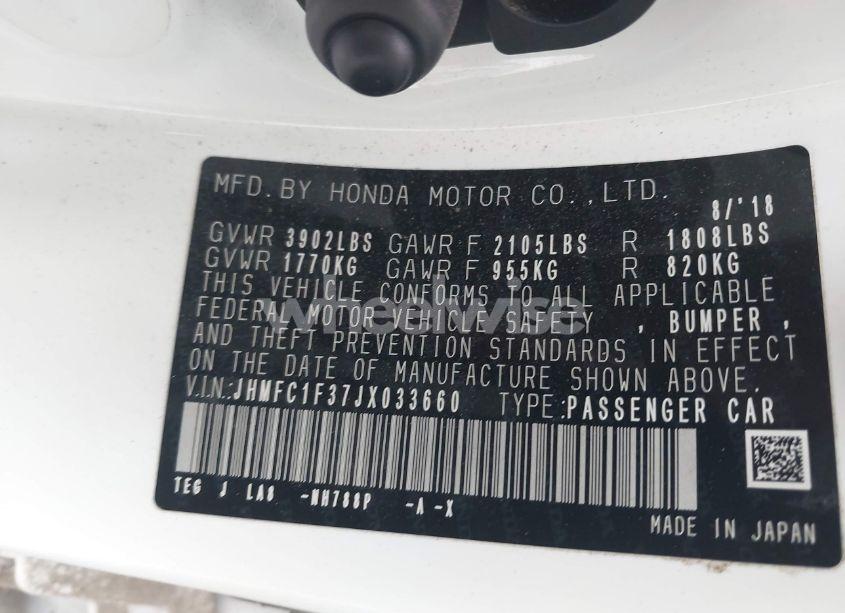 MFD. BY HONDA MOTOR CO., LTD. 8/'18
GVWR 3902LBS GAWR F 2105LBS R 1808LBS
GVWR 1770KG GAWR F 955KG R 820KG
THIS VEHICLE CONFORMS TO ALL APPLICABLE
FEDERAL MOTOR VEHICLE SAFETY , BUMPER ,
AND THEFT PREVENTION STANDARDS IN EFFECT
ON THE DATE OF MANUFACTURE SHOWN ABOVE.
V.I.N.:JHMFC1F37JX033660 TYPE:PASSENGER CAR
TEG J LA8 -NH788P -A -X
MADE IN JAPAN
wheelwise